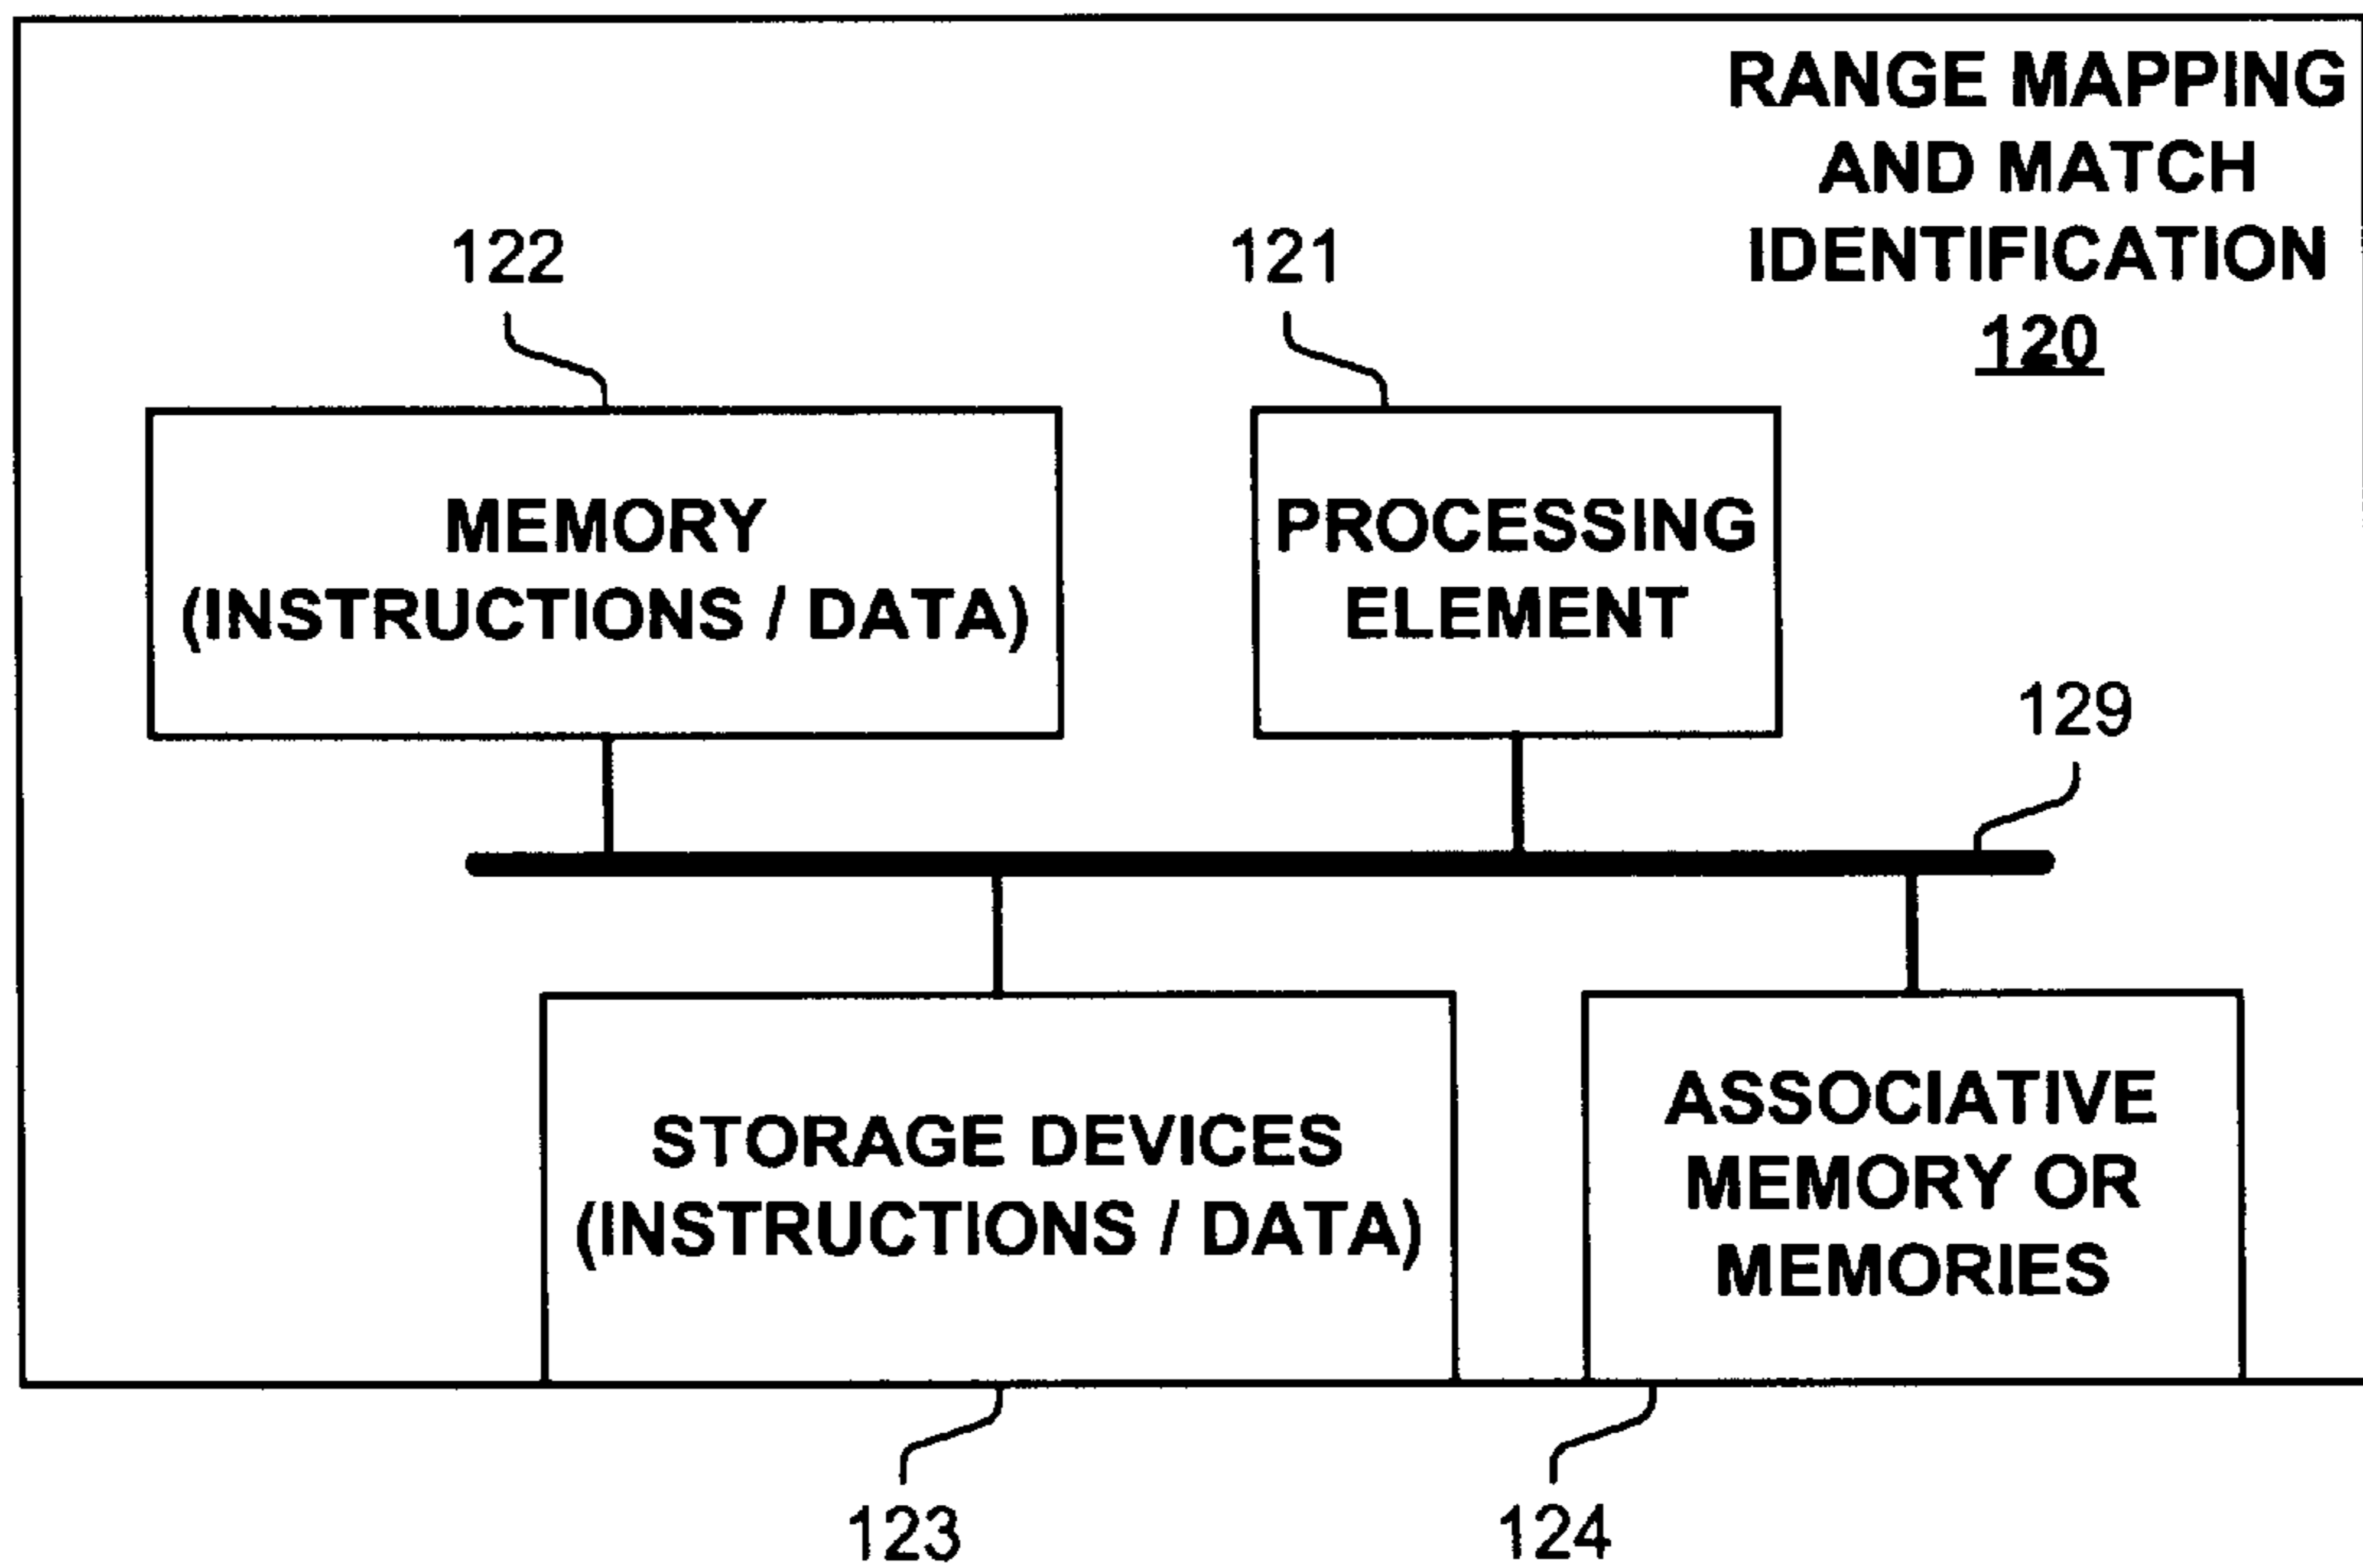 RANGE MAPPING
AND MATCH
IDENTIFICATION
120
122
121
MEMORY
(INSTRUCTIONS / DATA)
PROCESSING
ELEMENT
129
STORAGE DEVICES
(INSTRUCTIONS / DATA)
ASSOCIATIVE
MEMORY OR
MEMORIES
123
124